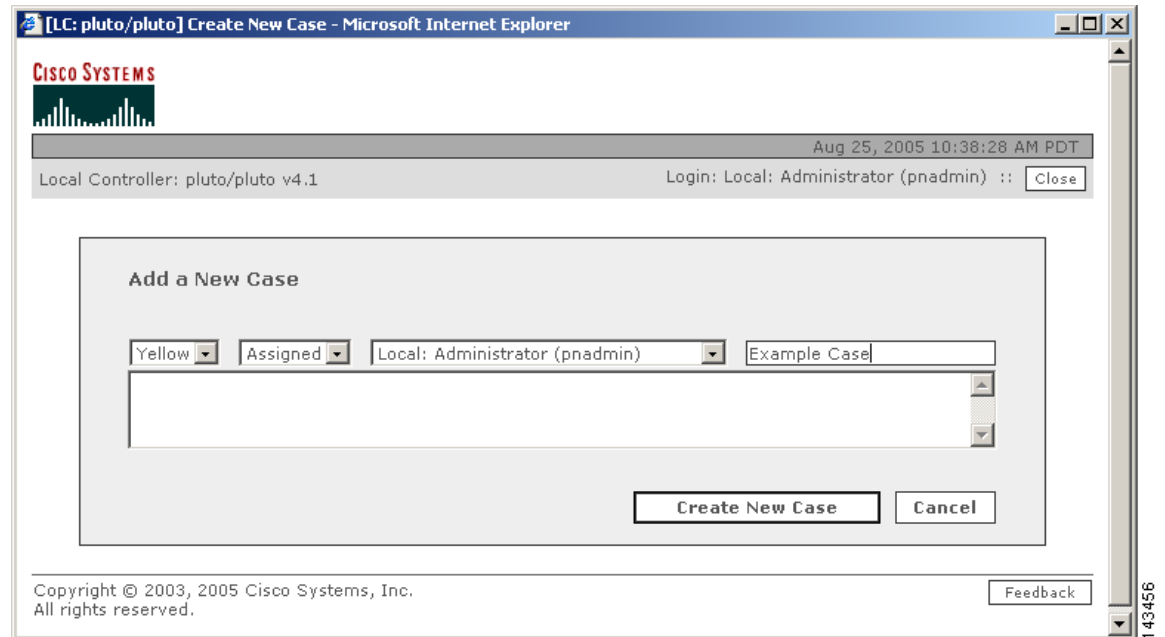 [LC: pluto/pluto] Create New Case - Microsoft Internet Explorer
CISCO SYSTEMS
Aug 25, 2005 10:38:28 AM PDT
Local Controller: pluto/pluto v4.1
Login: Local: Administrator (pnadmin) :: Close
Add a New Case
Yellow Assigned Local: Administrator (pnadmin) Example Case
Create New Case Cancel
Copyright © 2003, 2005 Cisco Systems, Inc.
All rights reserved.
Feedback
143456